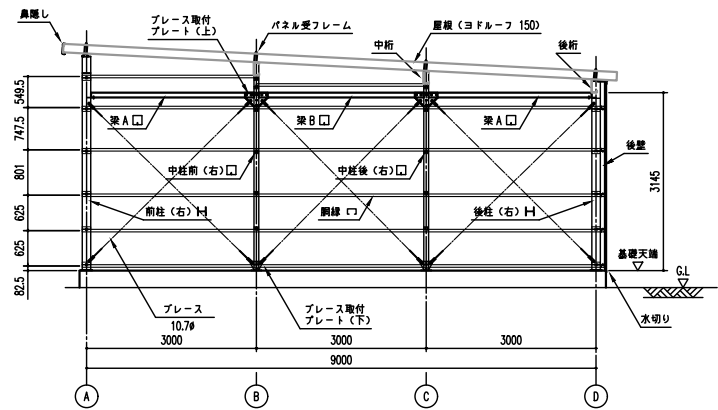 鼻隠し
ブレース取付
プレート(上)
パネル受フレーム
中桁
屋根(ヨドルーフ 150)
後桁
549.5
747.5
801
625
625
82.5
梁A
梁B
梁A
中柱前(右)
中柱後(右)
後壁
3145
前柱(右)
胴縁
後柱(右)
基礎天端
G.L
水切り
ブレース
10.7φ
ブレース取付
プレート(下)
3000
3000
3000
9000
A
B
C
D